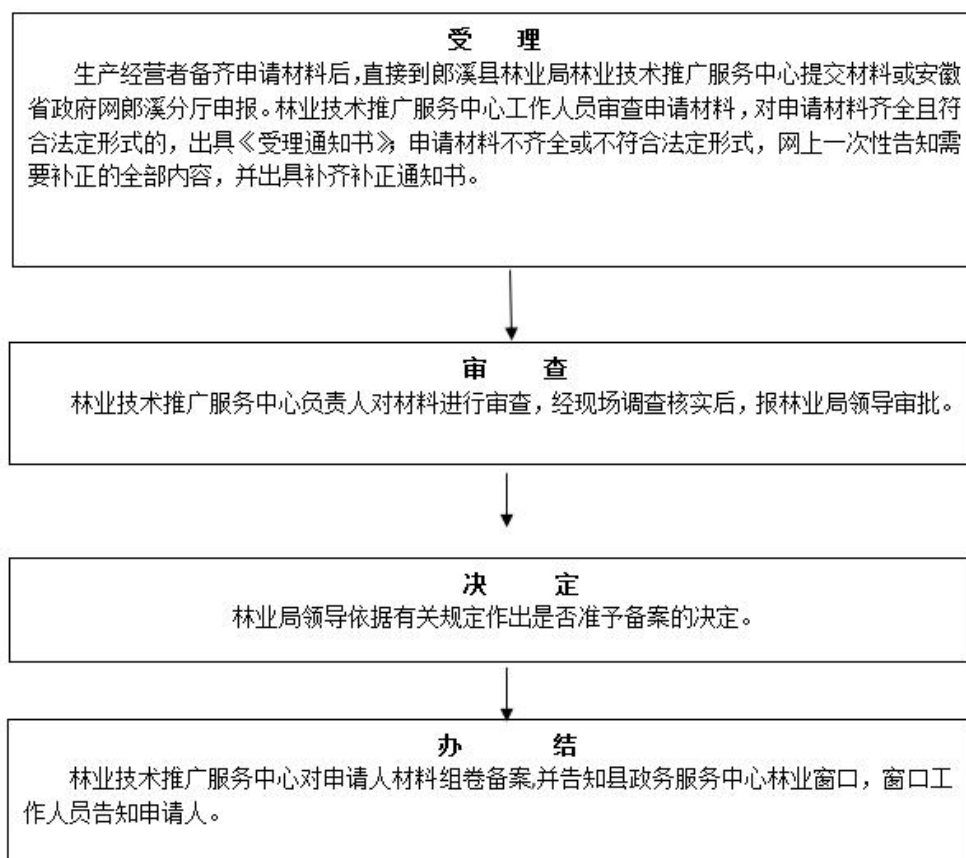 受 理
生产经营者备齐申请材料后,直接到郎溪县林业局林业技术推广服务中心提交材料或安徽
省政府网郎溪分厅申报。林业技术推广服务中心工作人员审查申请材料,对申请材料齐全且符
合法定形式的，出具《受理通知书》；申请材料不齐全或不符合法定形式，网上一次性告知需
要补正的全部内容，并出具补齐补正通知书。
审 查
林业技术推广服务中心负责人对材料进行审查，经现场调查核实后，报林业局领导审批。
决 定
林业局领导依据有关规定作出是否准予备案的决定。
办 结
林业技术推广服务中心对申请人材料组卷备案,并告知县政务服务中心林业窗口，窗口工
作人员告知申请人。